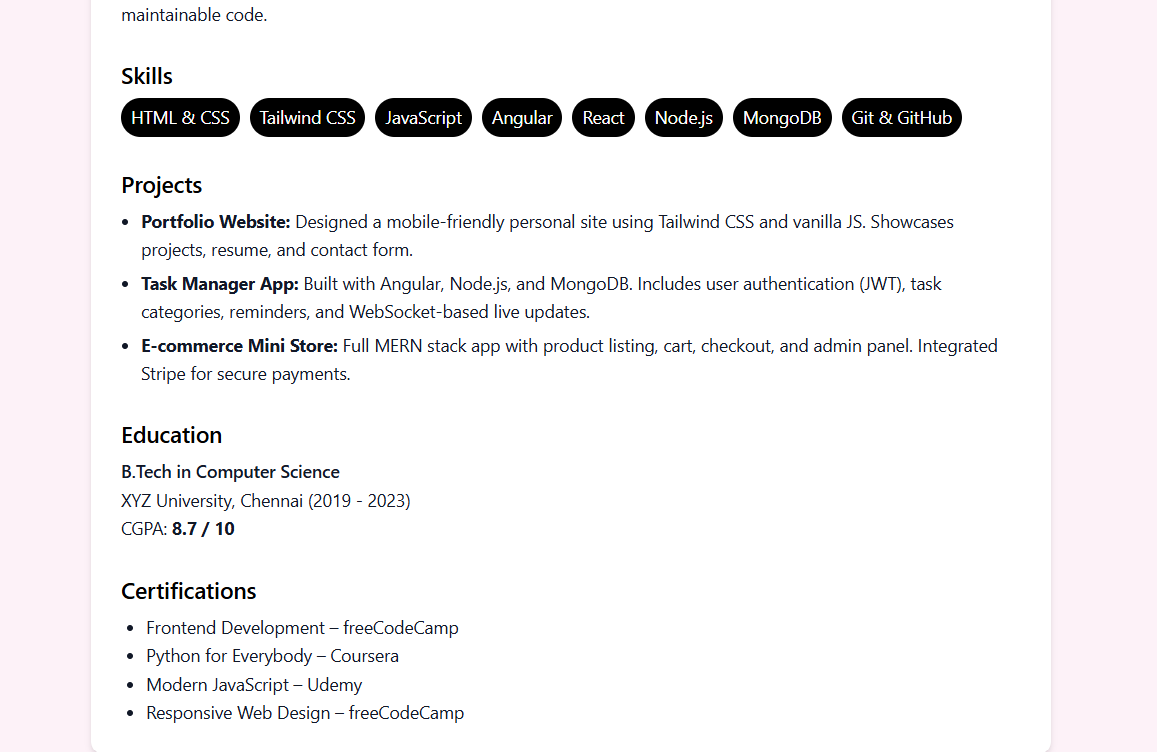 maintainable code.
Skills
HTML & CSS Tailwind CSS JavaScript Angular React Node.js MongoDB Git & GitHub
Projects
• Portfolio Website: Designed a mobile-friendly personal site using Tailwind CSS and vanilla JS. Showcases
projects, resume, and contact form.
• Task Manager App: Built with Angular, Node.js, and MongoDB. Includes user authentication (JWT), task
categories, reminders, and WebSocket-based live updates.
• E-commerce Mini Store: Full MERN stack app with product listing, cart, checkout, and admin panel. Integrated
Stripe for secure payments.
Education
B.Tech in Computer Science
XYZ University, Chennai (2019 - 2023)
CGPA: 8.7 / 10
Certifications
• Frontend Development – freeCodeCamp
• Python for Everybody – Coursera
• Modern JavaScript – Udemy
• Responsive Web Design – freeCodeCamp